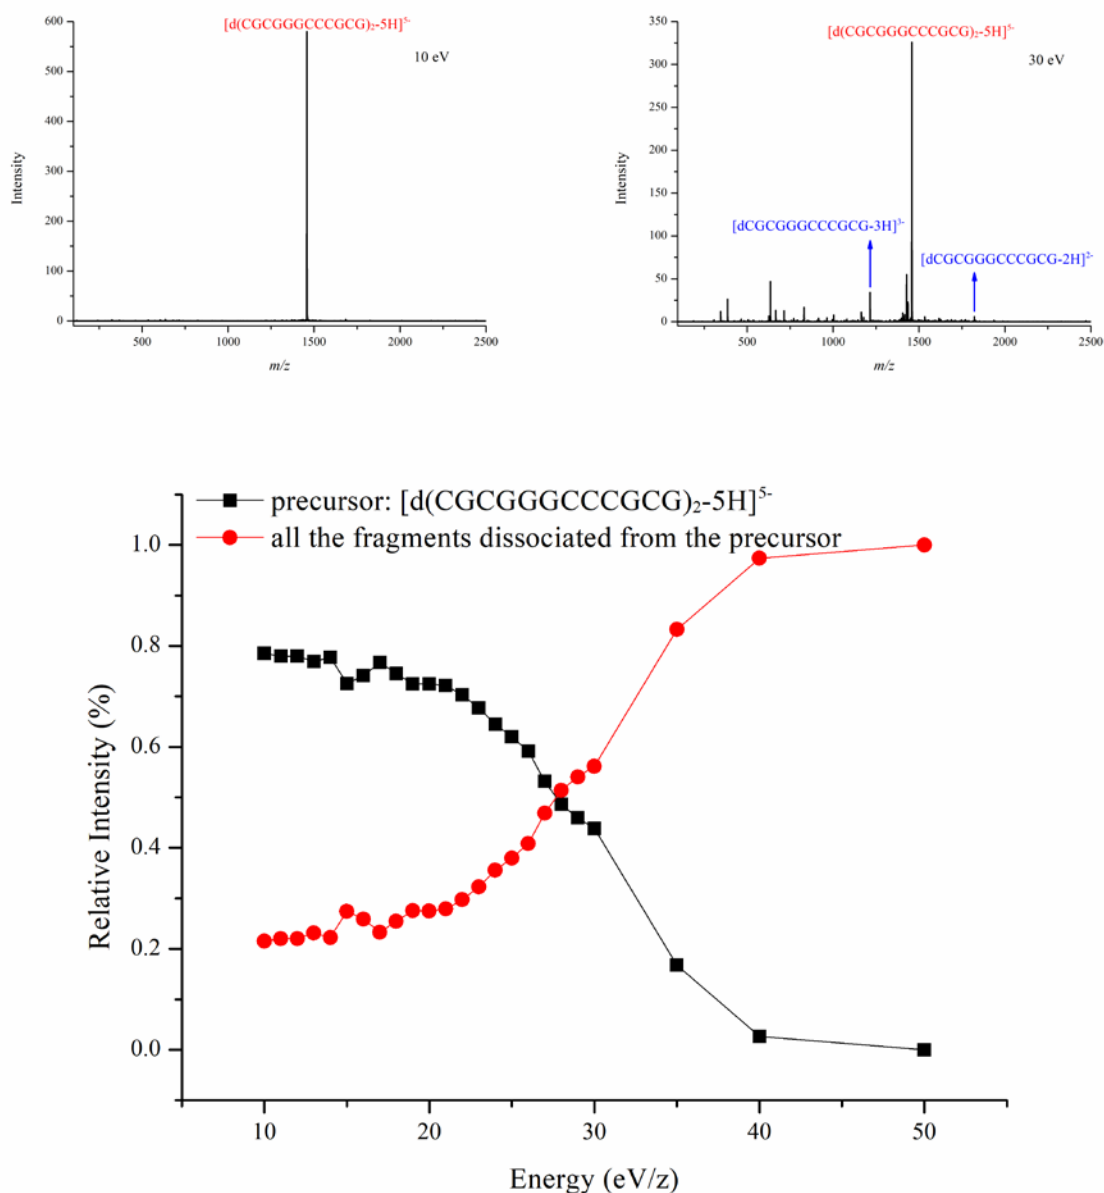 [d(CGCGGGCCCGCG)₂-5H]⁵⁻
10 eV
600
500
400
300
200
100
0
Intensity
500
1000
1500
2000
2500
m/z
[d(CGCGGGCCCGCG)₂-5H]⁵⁻
30 eV
350
300
250
200
150
100
50
0
Intensity
[dCGCGGGCCCGCG-3H]³⁻
[dCGCGGGCCCGCG-2H]²⁻
500
1000
1500
2000
2500
m/z
precursor: [d(CGCGGGCCCGCG)₂-5H]⁵⁻
all the fragments dissociated from the precursor
1.0
0.8
0.6
0.4
0.2
0.0
Relative Intensity (%)
10
20
30
40
50
Energy (eV/z)